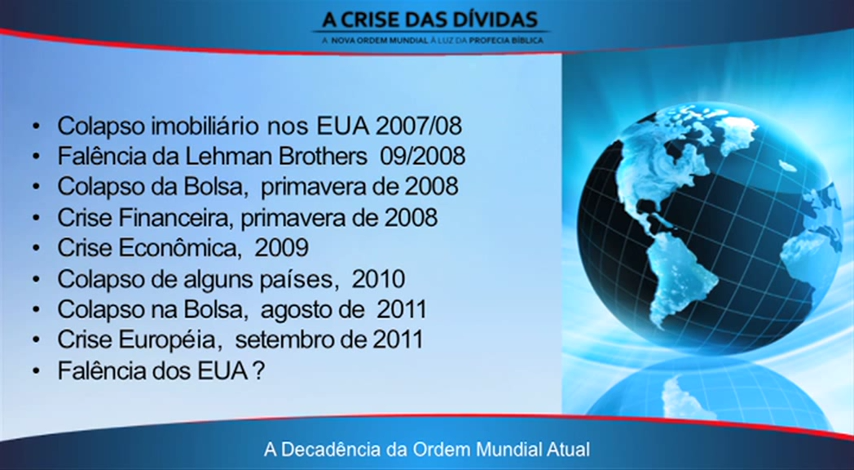 A CRISE DAS DÍVIDAS
A NOVA ORDEM MUNDIAL À LUZ DA PROFECIA BÍBLICA
• Colapso imobiliário nos EUA 2007/08
• Falência da Lehman Brothers 09/2008
• Colapso da Bolsa, primavera de 2008
• Crise Financeira, primavera de 2008
• Crise Econômica, 2009
• Colapso de alguns países, 2010
• Colapso na Bolsa, agosto de 2011
• Crise Européia, setembro de 2011
• Falência dos EUA ?
A Decadência da Ordem Mundial Atual